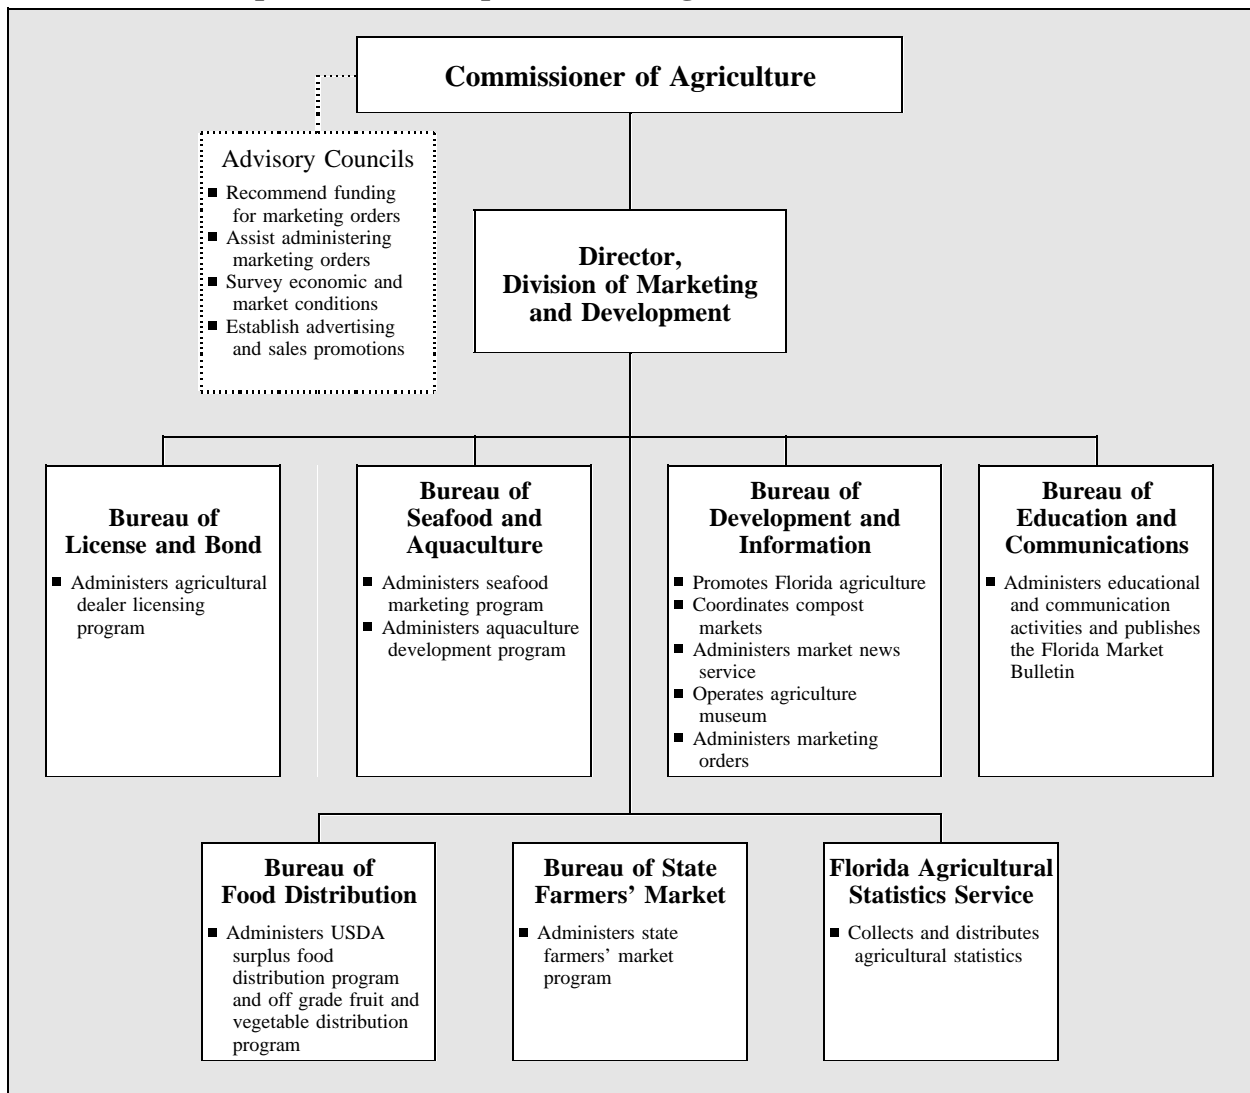 Commissioner of Agriculture
Advisory Councils
■ Recommend funding
for marketing orders
■ Assist administering
marketing orders
■ Survey economic and
market conditions
■ Establish advertising
and sales promotions
Director,
Division of Marketing
and Development
Bureau of
License and Bond
■ Administers agricultural
dealer licensing
program
Bureau of
Seafood and
Aquaculture
■ Administers seafood
marketing program
■ Administers aquaculture
development program
Bureau of
Development and
Information
■ Promotes Florida agriculture
■ Coordinates compost
markets
■ Administers market news
service
■ Operates agriculture
museum
■ Administers marketing
orders
Bureau of
Education and
Communications
■ Administers educational
and communication
activities and publishes
the Florida Market
Bulletin
Bureau of
Food Distribution
■ Administers USDA
surplus food
distribution program
and off grade fruit and
vegetable distribution
program
Bureau of State
Farmers’ Market
■ Administers state
farmers’ market
program
Florida Agricultural
Statistics Service
■ Collects and distributes
agricultural statistics